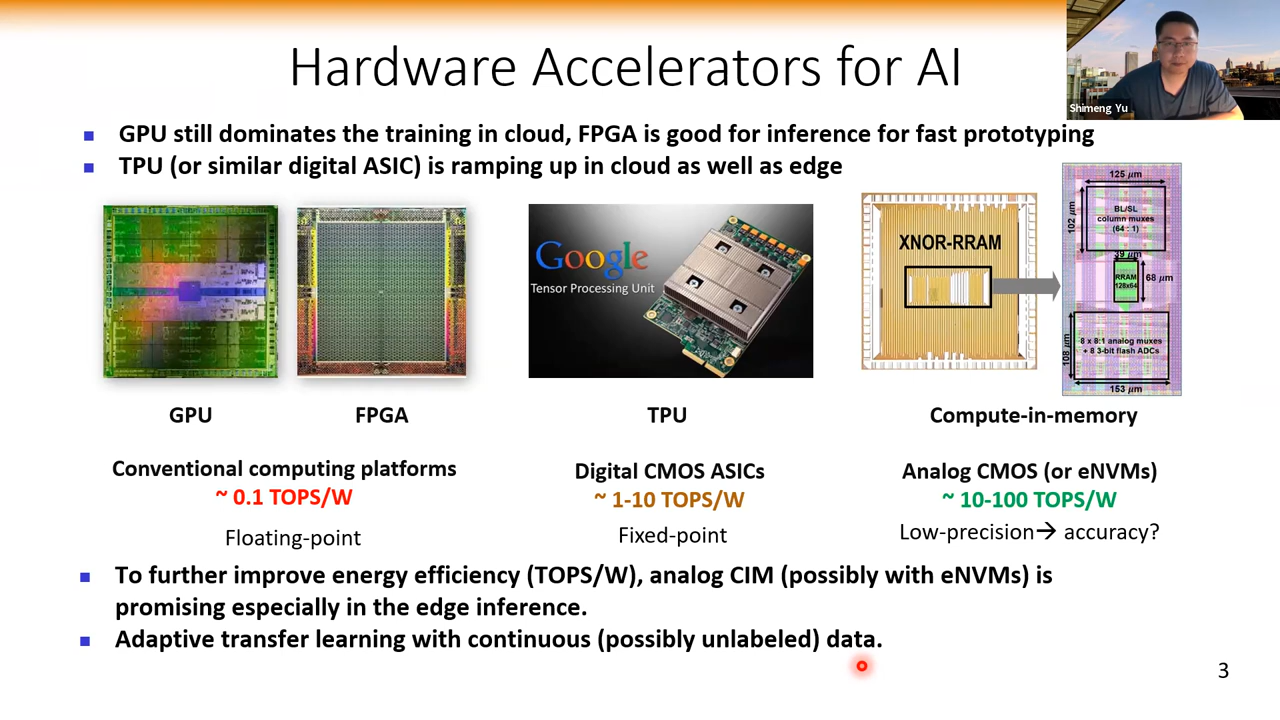 Hardware Accelerators for AI
Shimeng Yu
GPU still dominates the training in cloud, FPGA is good for inference for fast prototyping
TPU (or similar digital ASIC) is ramping up in cloud as well as edge
Google
Tensor Processing Unit
XNOR-RRAM
125 μm
102 μm
BL/SL
column muxes
(64 : 1)
39 μm
RRAM
128x64
68 μm
108 μm
8 x 8:1 analog muxes
+ 8 3-bit flash ADCs
153 μm
GPU
FPGA
TPU
Compute-in-memory
Conventional computing platforms
~ 0.1 TOPS/W
Floating-point
Digital CMOS ASICs
~ 1-10 TOPS/W
Fixed-point
Analog CMOS (or eNVMs)
~ 10-100 TOPS/W
Low-precision→ accuracy?
To further improve energy efficiency (TOPS/W), analog CIM (possibly with eNVMs) is
promising especially in the edge inference.
Adaptive transfer learning with continuous (possibly unlabeled) data.
3